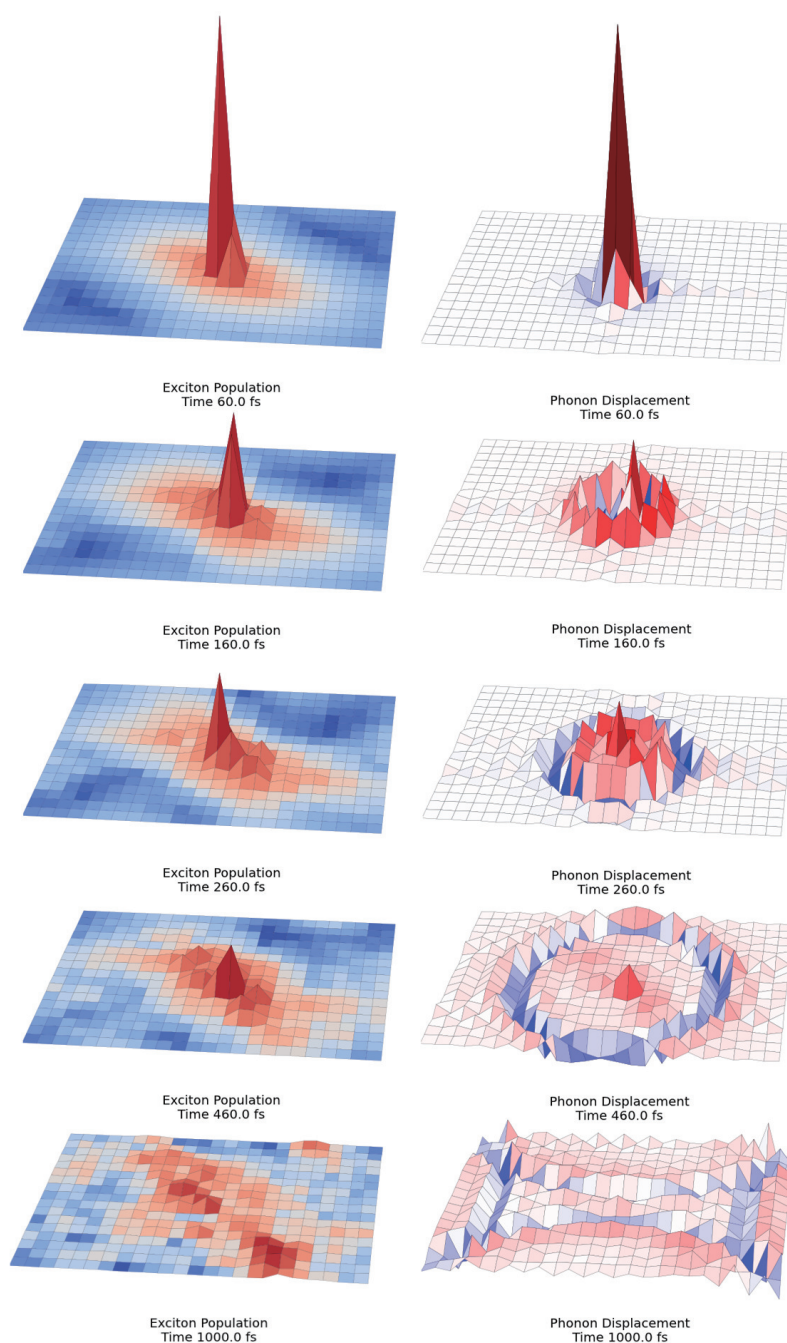 Exciton Population
Time 60.0 fs
Phonon Displacement
Time 60.0 fs
Exciton Population
Time 160.0 fs
Phonon Displacement
Time 160.0 fs
Exciton Population
Time 260.0 fs
Phonon Displacement
Time 260.0 fs
Exciton Population
Time 460.0 fs
Phonon Displacement
Time 460.0 fs
Exciton Population
Time 1000.0 fs
Phonon Displacement
Time 1000.0 fs